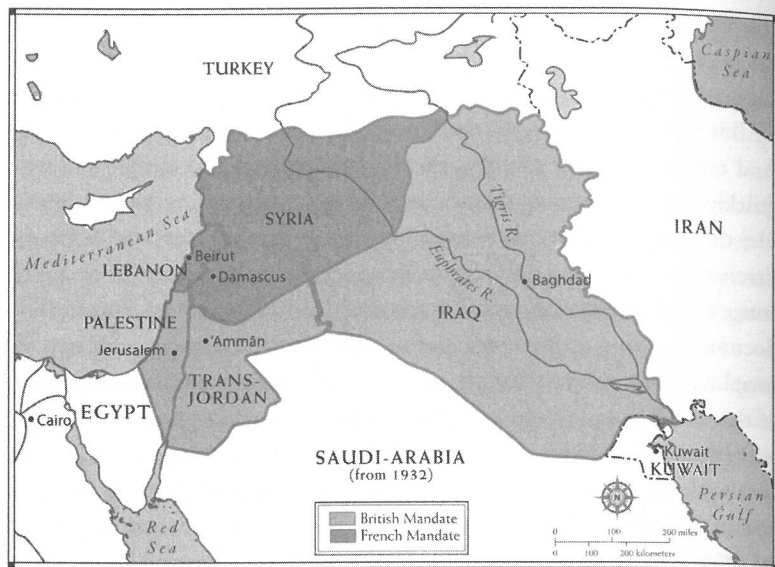 TURKEY
Caspian
Sea
Mediterranean Sea
SYRIA
Tigris R.
IRAN
LEBANON
Beirut
Damascus
Euphrates R.
Baghdad
IRAQ
PALESTINE
Jerusalem
'Ammān
TRANS-
JORDAN
EGYPT
Cairo
SAUDI-ARABIA
(from 1932)
Kuwait
KUWAIT
Persian
Gulf
Red
Sea
British Mandate
French Mandate
0 100 200 miles
0 100 200 kilometers